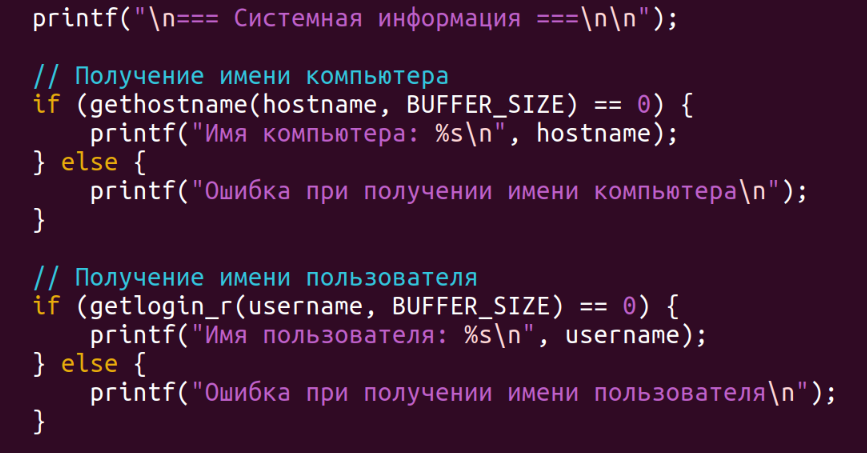 printf("\n=== Системная информация ===\n\n");
// Получение имени компьютера
if (gethostname(hostname, BUFFER_SIZE) == 0) {
printf("Имя компьютера: %s\n", hostname);
} else {
printf("Ошибка при получении имени компьютера\n");
}
// Получение имени пользователя
if (getlogin_r(username, BUFFER_SIZE) == 0) {
printf("Имя пользователя: %s\n", username);
} else {
printf("Ошибка при получении имени пользователя\n");
}